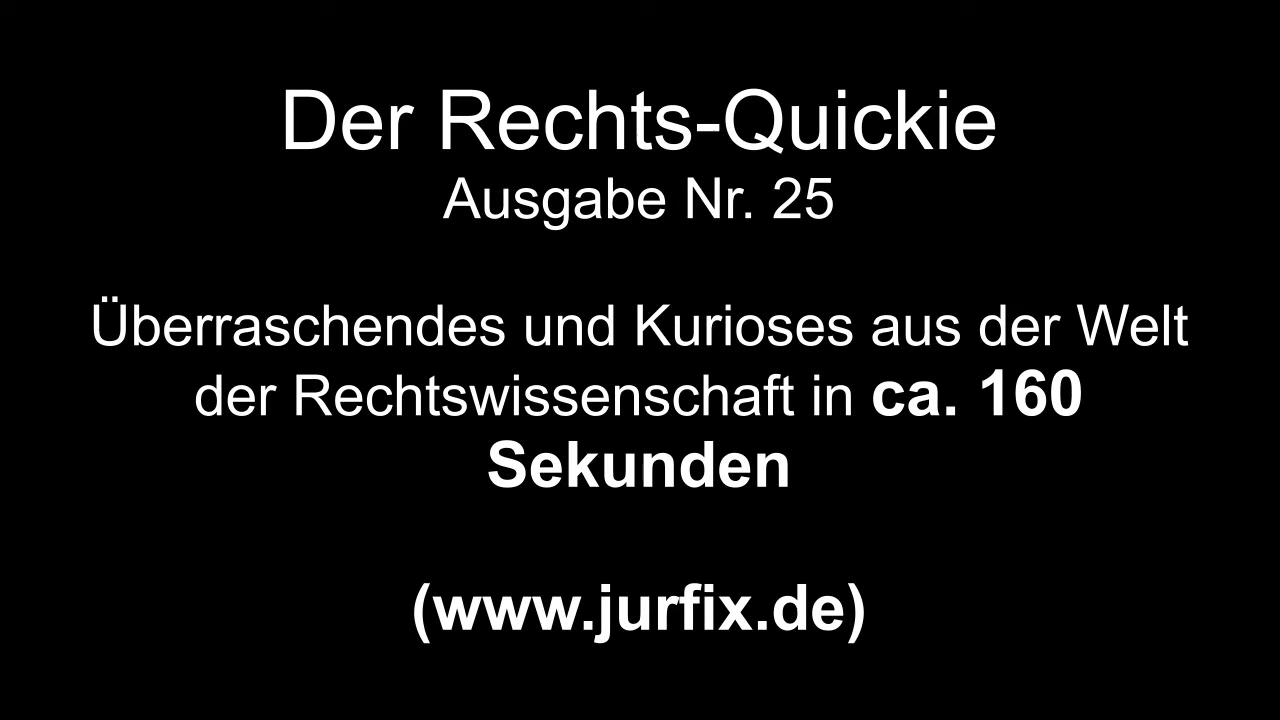 Der Rechts-Quickie
Ausgabe Nr. 25
Überraschendes und Kurioses aus der Welt
der Rechtswissenschaft in ca. 160
Sekunden
(www.jurfix.de)